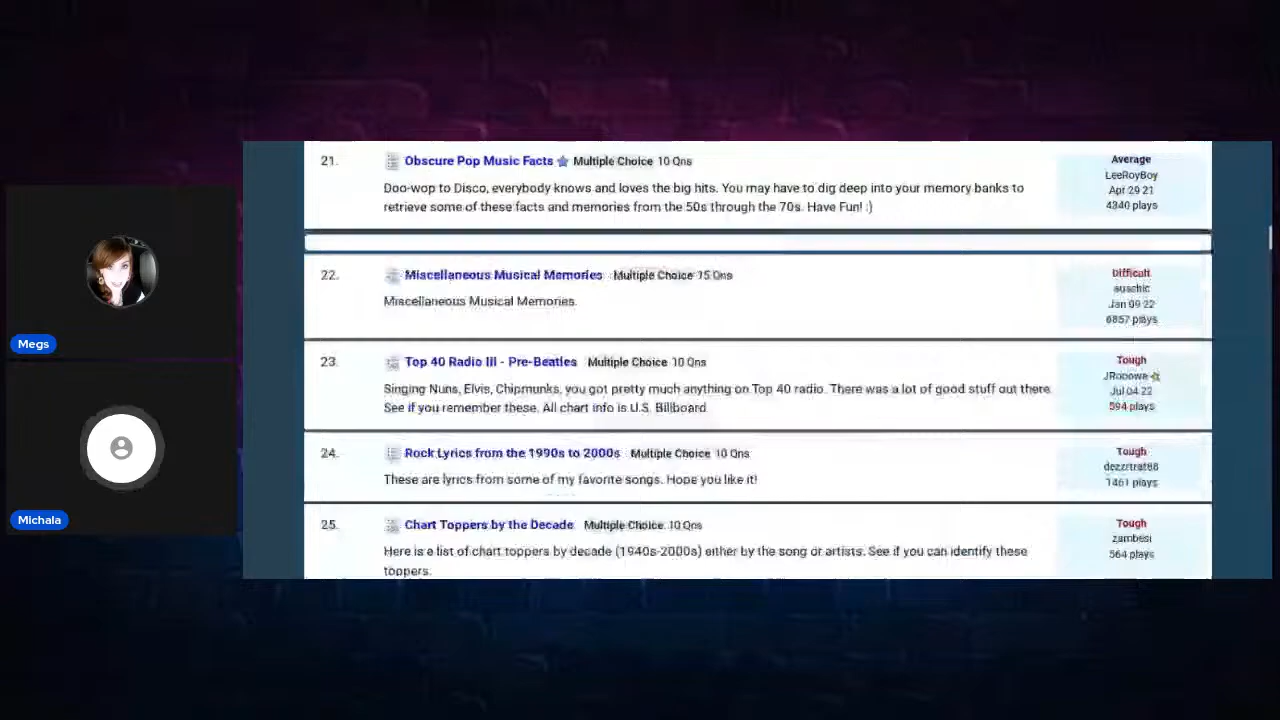 21. Obscure Pop Music Facts Multiple Choice 10 Qns
Doo-wop to Disco, everybody knows and loves the big hits. You may have to dig deep into your memory banks to
retrieve some of these facts and memories from the 50s through the 70s. Have Fun! :)
Average
LeeRoyBoy
Apr 29 21
4340 plays
22. Miscellaneous Musical Memories Multiple Choice 15 Qns
Miscellaneous Musical Memories.
Difficult
auschic
Jan 09 22
6857 plays
23. Top 40 Radio III - Pre-Beatles Multiple Choice 10 Qns
Singing Nuns, Elvis, Chipmunks, you got pretty much anything on Top 40 radio. There was a lot of good stuff out there.
See if you remember these. All chart info is U.S. Billboard
Tough
Jul 04 22
594 plays
24. Rock Lyrics from the 1990s to 2000s Multiple Choice 10 Qns
These are lyrics from some of my favorite songs. Hope you like it!
Tough
1461 plays
25. Chart Toppers by the Decade Multiple Choice 10 Qns
Here is a list of chart toppers by decade (1940s-2000s) either by the song or artists. See if you can identify these
toppers.
Tough
zambesi
564 plays
Megs
Michala